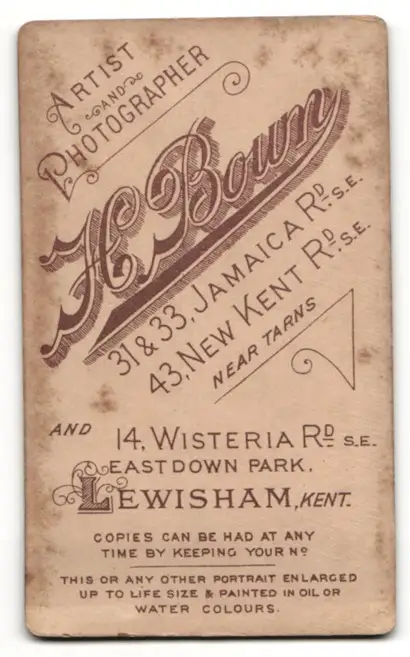 ARTIST
AND
PHOTOGRAPHER
H. Bown
31 & 33, JAMAICA RD. S.E.
43, NEW KENT RD. S.E.
NEAR TARNS
AND 14, WISTERIA RD S.E.
EASTDOWN PARK,
LEWISHAM, KENT.
COPIES CAN BE HAD AT ANY
TIME BY KEEPING YOUR No
THIS OR ANY OTHER PORTRAIT ENLARGED
UP TO LIFE SIZE & PAINTED IN OIL OR
WATER COLOURS.